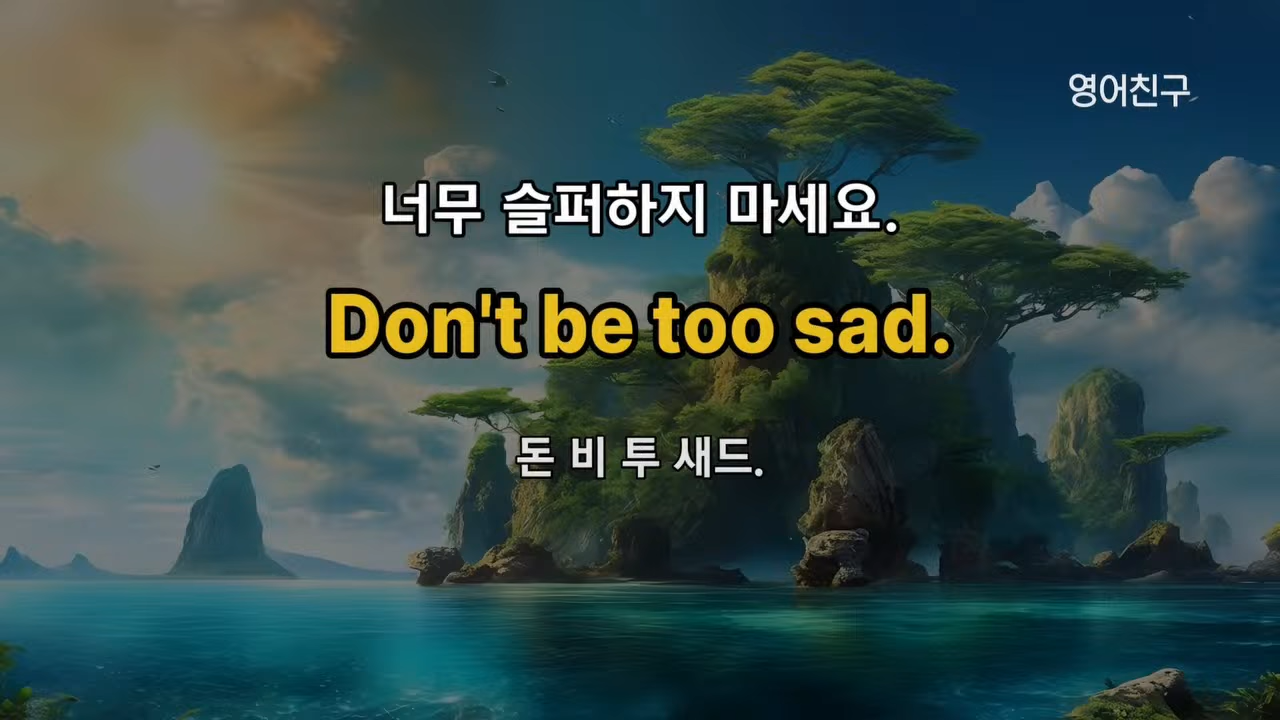 영어친구
너무 슬퍼하지 마세요.
Don't be too sad.
돈 비 투 새드.